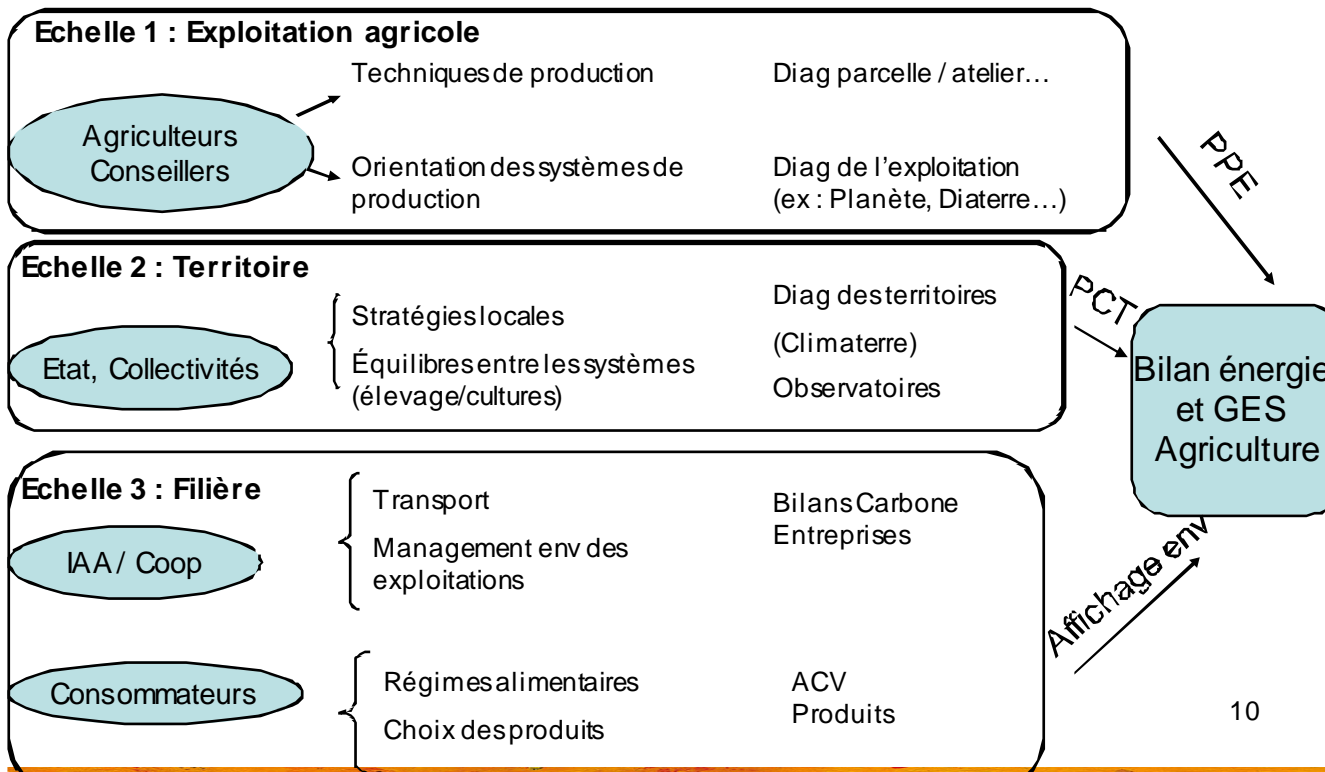 Echelle 1 : Exploitation agricole
Agriculteurs
Conseillers
Techniques de production
Diag parcelle / atelier…
Orientation des systèmes de
production
Diag de l'exploitation
(ex : Planète, Diaterre…)
PPE
Echelle 2 : Territoire
Etat, Collectivités
Stratégies locales
Équilibres entre les systèmes
(élevage/cultures)
Diag des territoires
(Climaterre)
Observatoires
PCT
Bilan énergie
et GES
Agriculture
Echelle 3 : Filière
IAA / Coop
Transport
Management env des
exploitations
Bilans Carbone
Entreprises
Affichage env
Consommateurs
Régimes alimentaires
Choix des produits
ACV
Produits
10